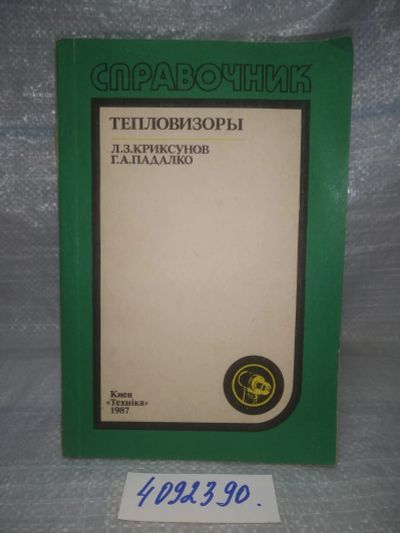 СПРАВОЧНИК
ТЕПЛОВИЗОРЫ
Л.З.КРИКСУНОВ
Г.А.ПАДАЛКО
Киев
«Техніка»
1987
4092390.